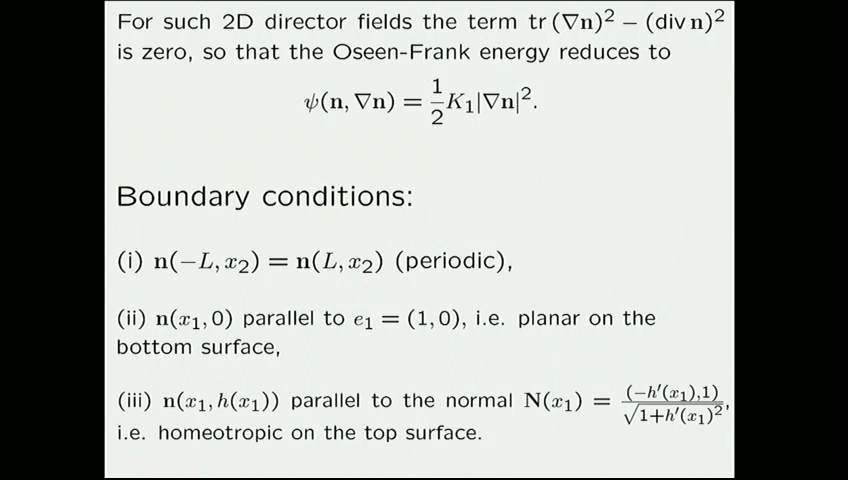 For such 2D director fields the term tr (∇n)² − (div n)²
is zero, so that the Oseen-Frank energy reduces to
ψ(n, ∇n) = 1/2 K₁|∇n|².
Boundary conditions:
(i) n(−L, x₂) = n(L, x₂) (periodic),
(ii) n(x₁, 0) parallel to e₁ = (1, 0), i.e. planar on the
bottom surface,
(iii) n(x₁, h(x₁)) parallel to the normal N(x₁) = (−h′(x₁),1)/√1+h′(x₁)²,
i.e. homeotropic on the top surface.